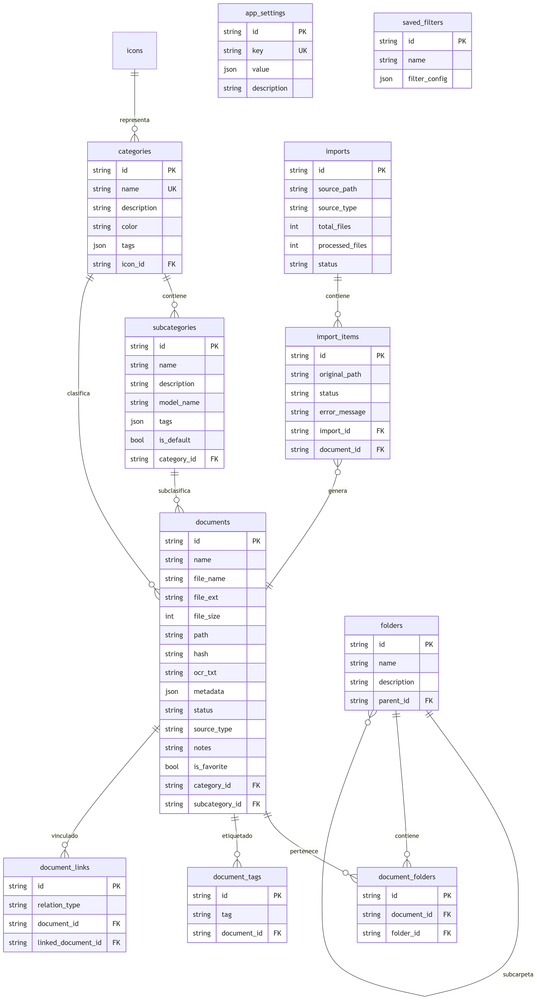 app_settings
string id PK
string key UK
json value
string description
saved_filters
string id PK
string name
json filter_config
icons
representa
categories
string id PK
string name UK
string description
string color
json tags
string icon_id FK
imports
string id PK
string source_path
string source_type
int total_files
int processed_files
string status
contiene
contiene
subcategories
string id PK
string name
string description
string model_name
json tags
bool is_default
string category_id FK
import_items
string id PK
string original_path
string status
string error_message
string import_id FK
string document_id FK
clasifica
subclasifica
genera
documents
string id PK
string name
string file_name
string file_ext
int file_size
string path
string hash
string ocr_txt
json metadata
string status
string source_type
string notes
bool is_favorite
string category_id FK
string subcategory_id FK
folders
string id PK
string name
string description
string parent_id FK
vinculado
etiquetado
pertenece
contiene
document_links
string id PK
string relation_type
string document_id FK
string linked_document_id FK
document_tags
string id PK
string tag
string document_id FK
document_folders
string id PK
string document_id FK
string folder_id FK
subcarpeta